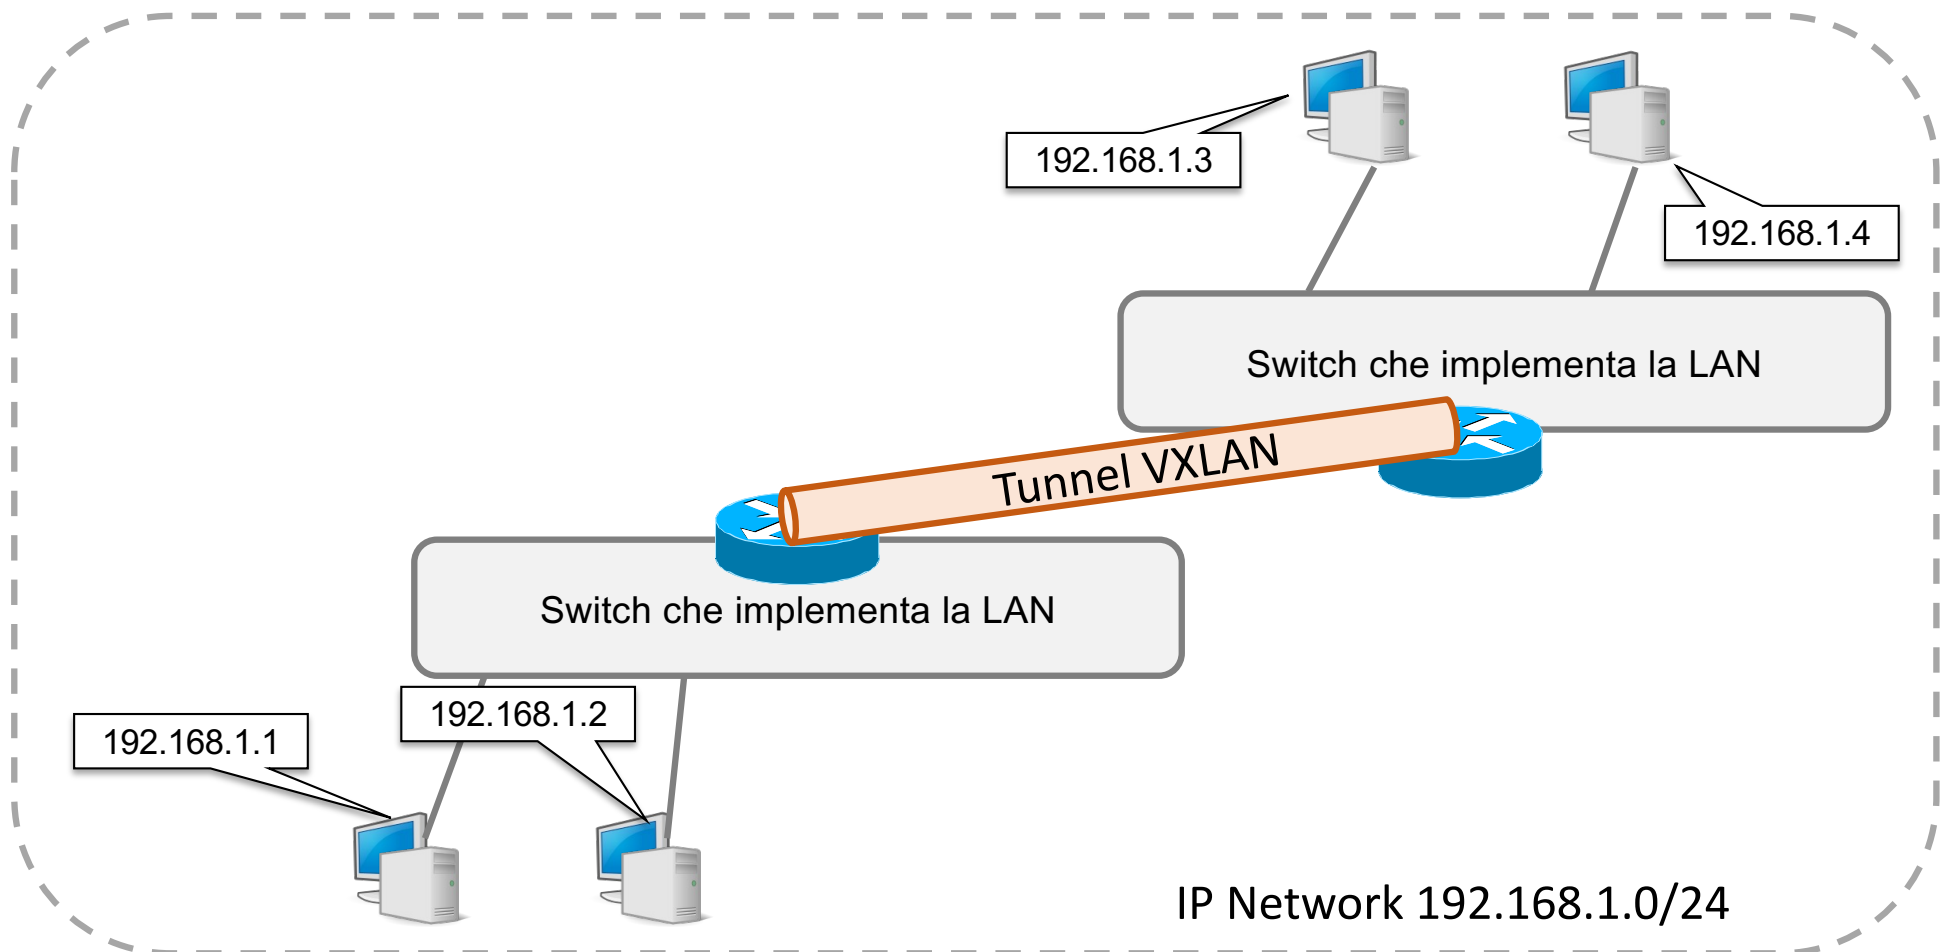 192.168.1.3
192.168.1.4
Switch che implementa la LAN
Tunnel VXLAN
Switch che implementa la LAN
192.168.1.2
192.168.1.1
IP Network 192.168.1.0/24